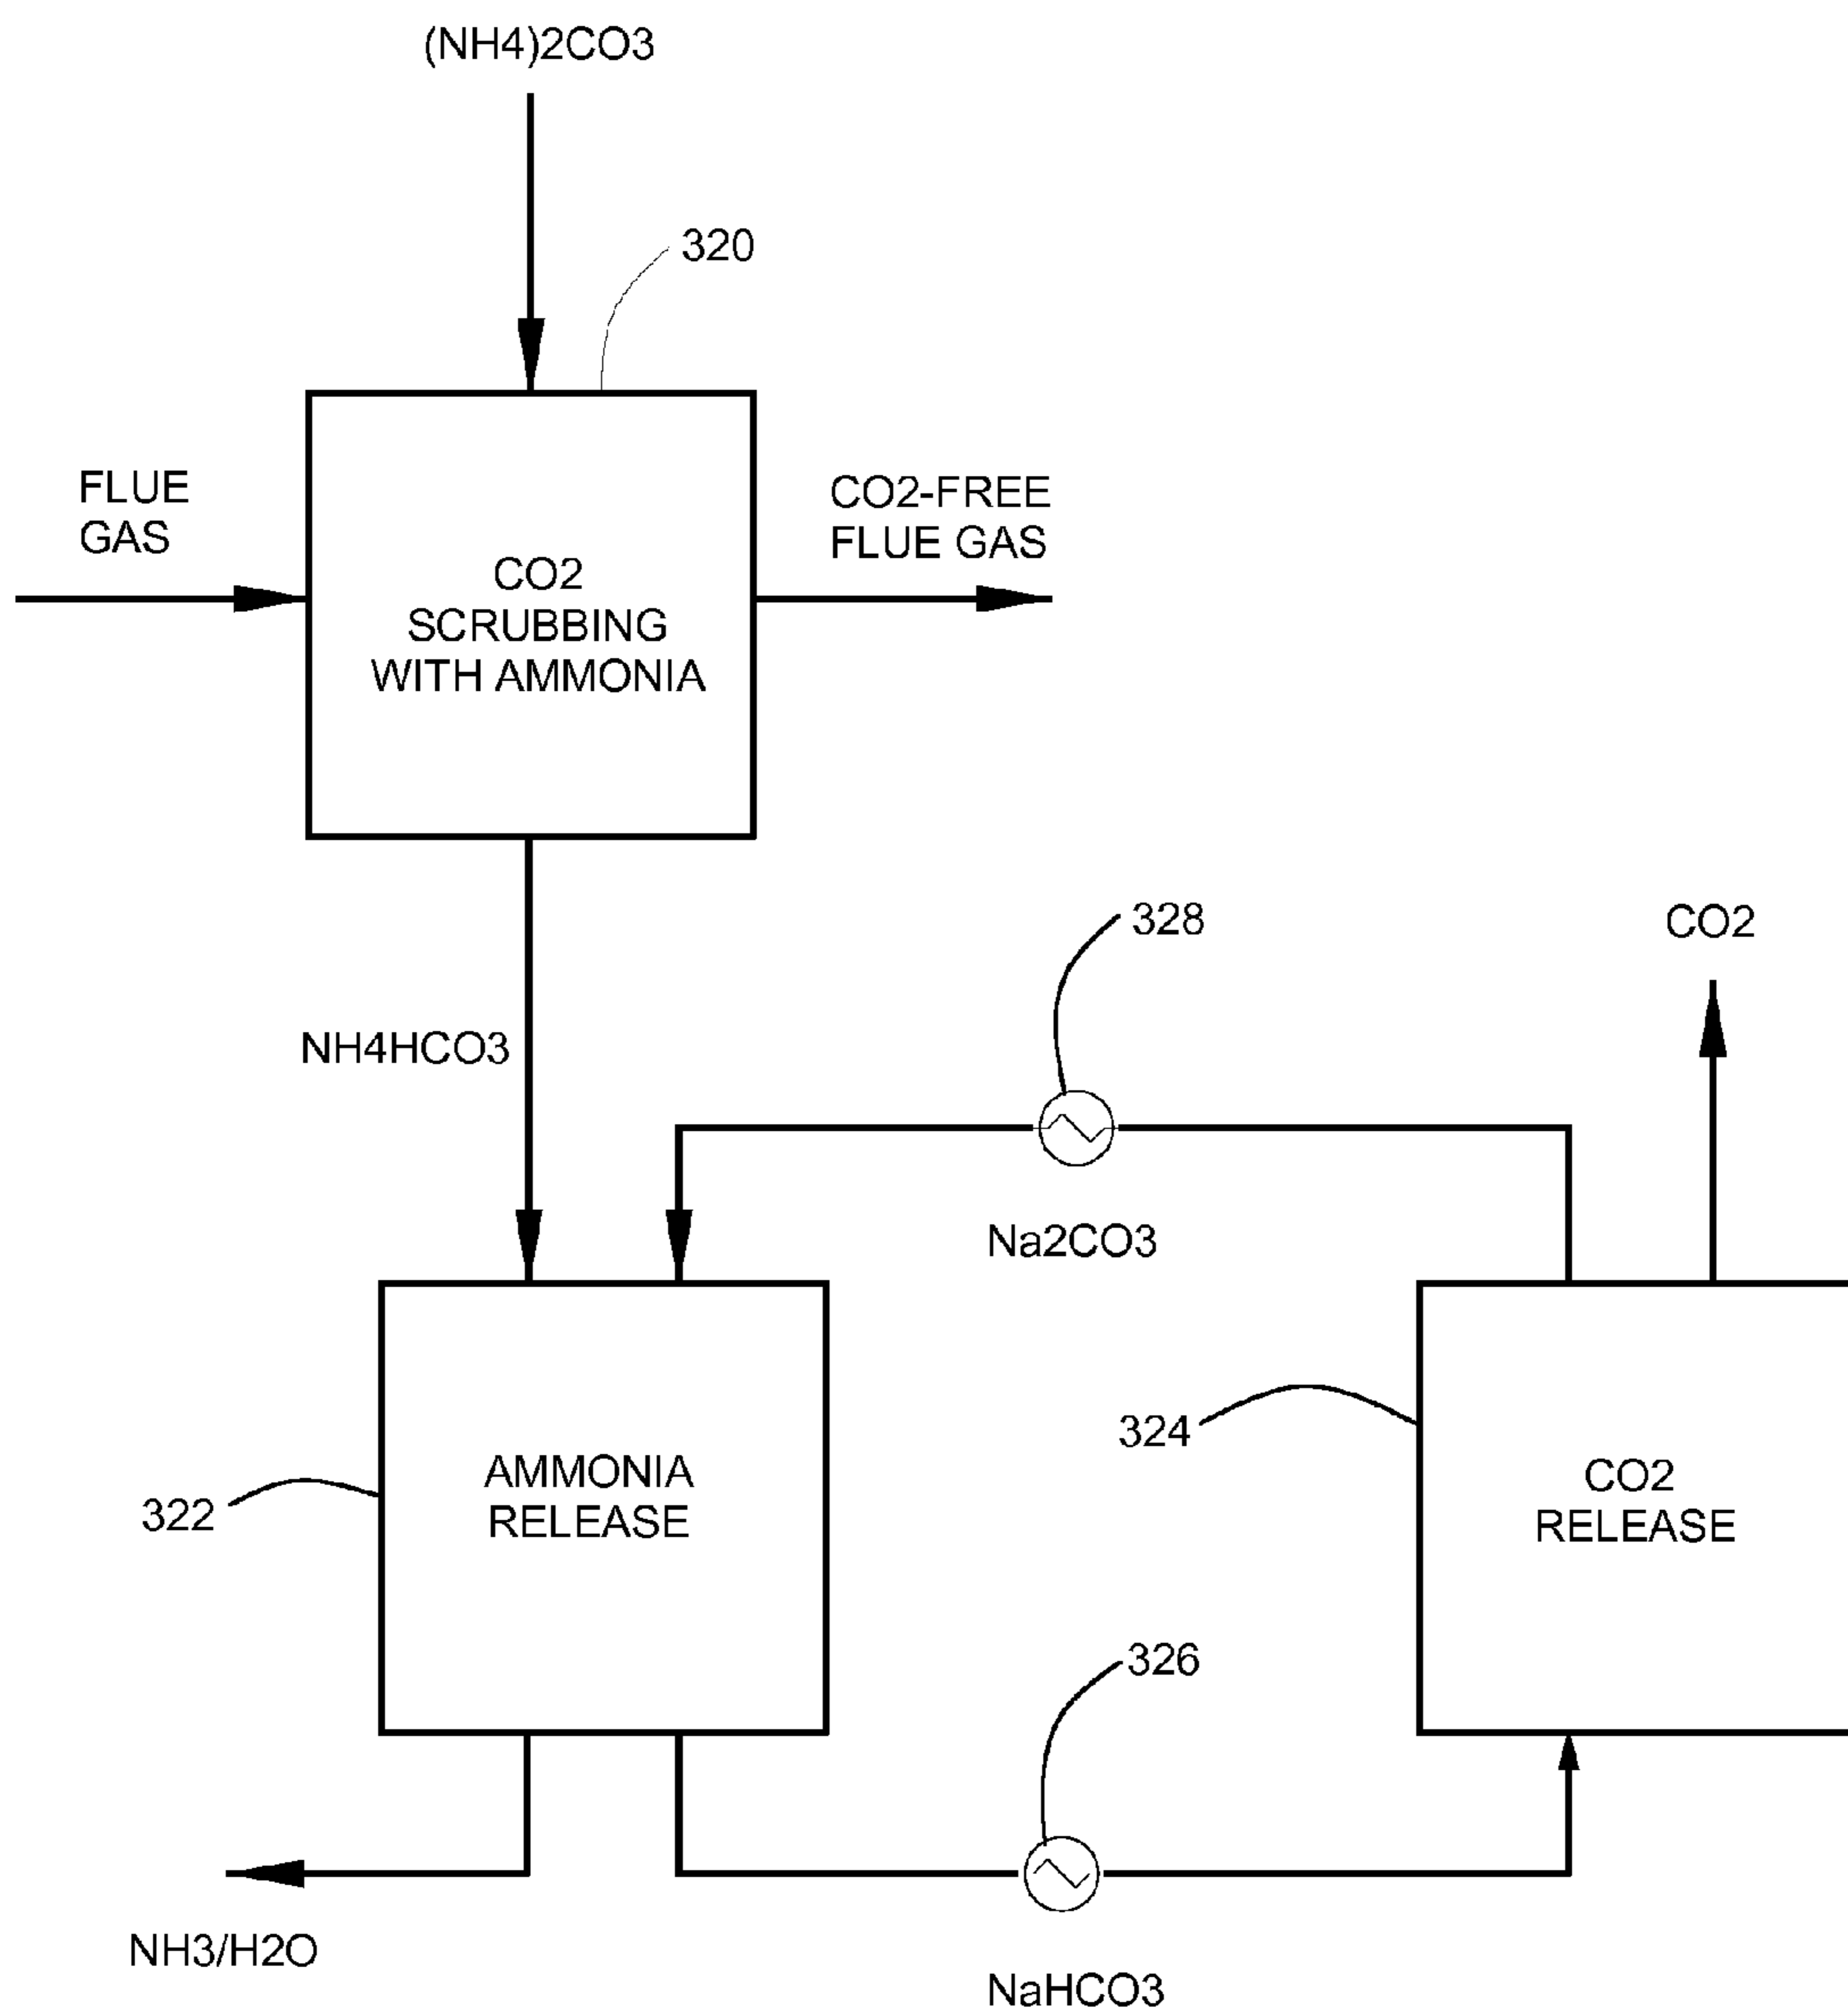 (NH4)2CO3
320
FLUE
GAS
CO2-FREE
FLUE GAS
CO2
SCRUBBING
WITH AMMONIA
328
CO2
NH4HCO3
Na2CO3
324
AMMONIA
RELEASE
CO2
RELEASE
322
326
NH3/H2O
NaHCO3